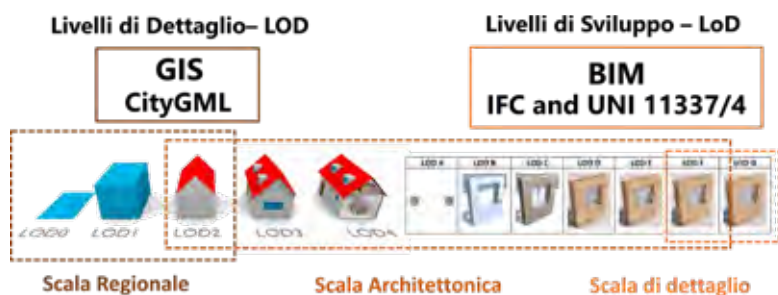 Livelli di Dettaglio– LOD
Livelli di Sviluppo – LoD
GIS
CityGML
BIM
IFC and UNI 11337/4
LOD A
LOD B
LOD C
LOD D
LOD E
LOD F
LOD G
LOD0
LOD1
LOD2
LOD3
LOD4
Scala Regionale
Scala Architettonica
Scala di dettaglio